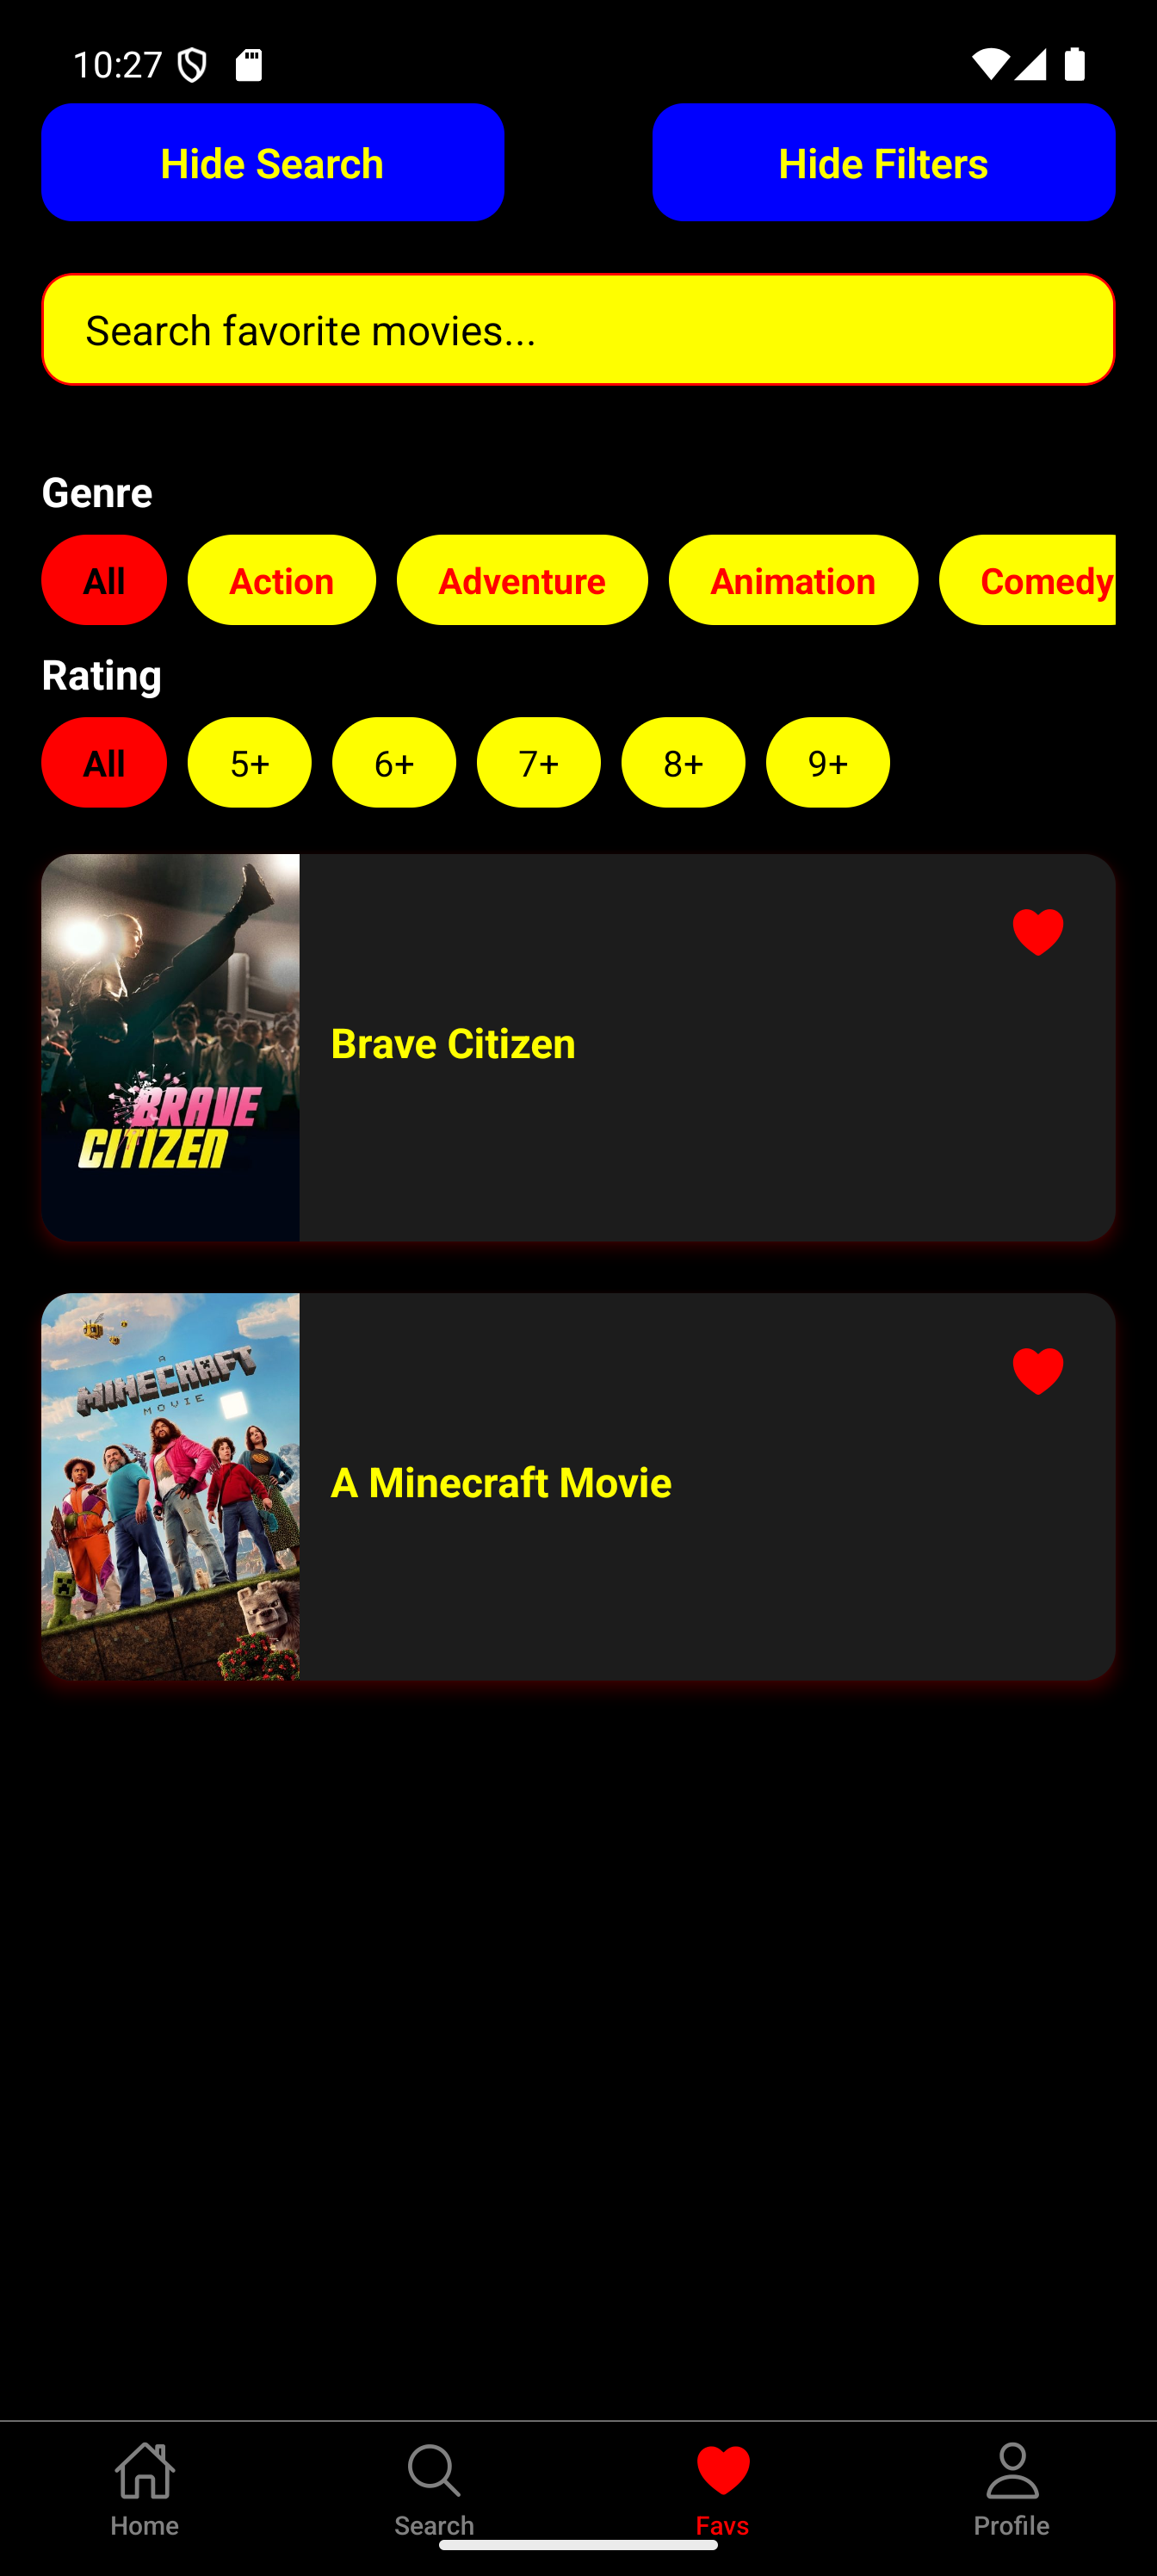 10:27
Hide Search Hide Filters
Search favorite movies...
Genre
All Action Adventure Animation Comedy
Rating
All 5+ 6+ 7+ 8+ 9+
BRAVE
CITIZEN
Brave Citizen
A
MINECRAFT
MOVIE
A Minecraft Movie
Home Search Favs Profile